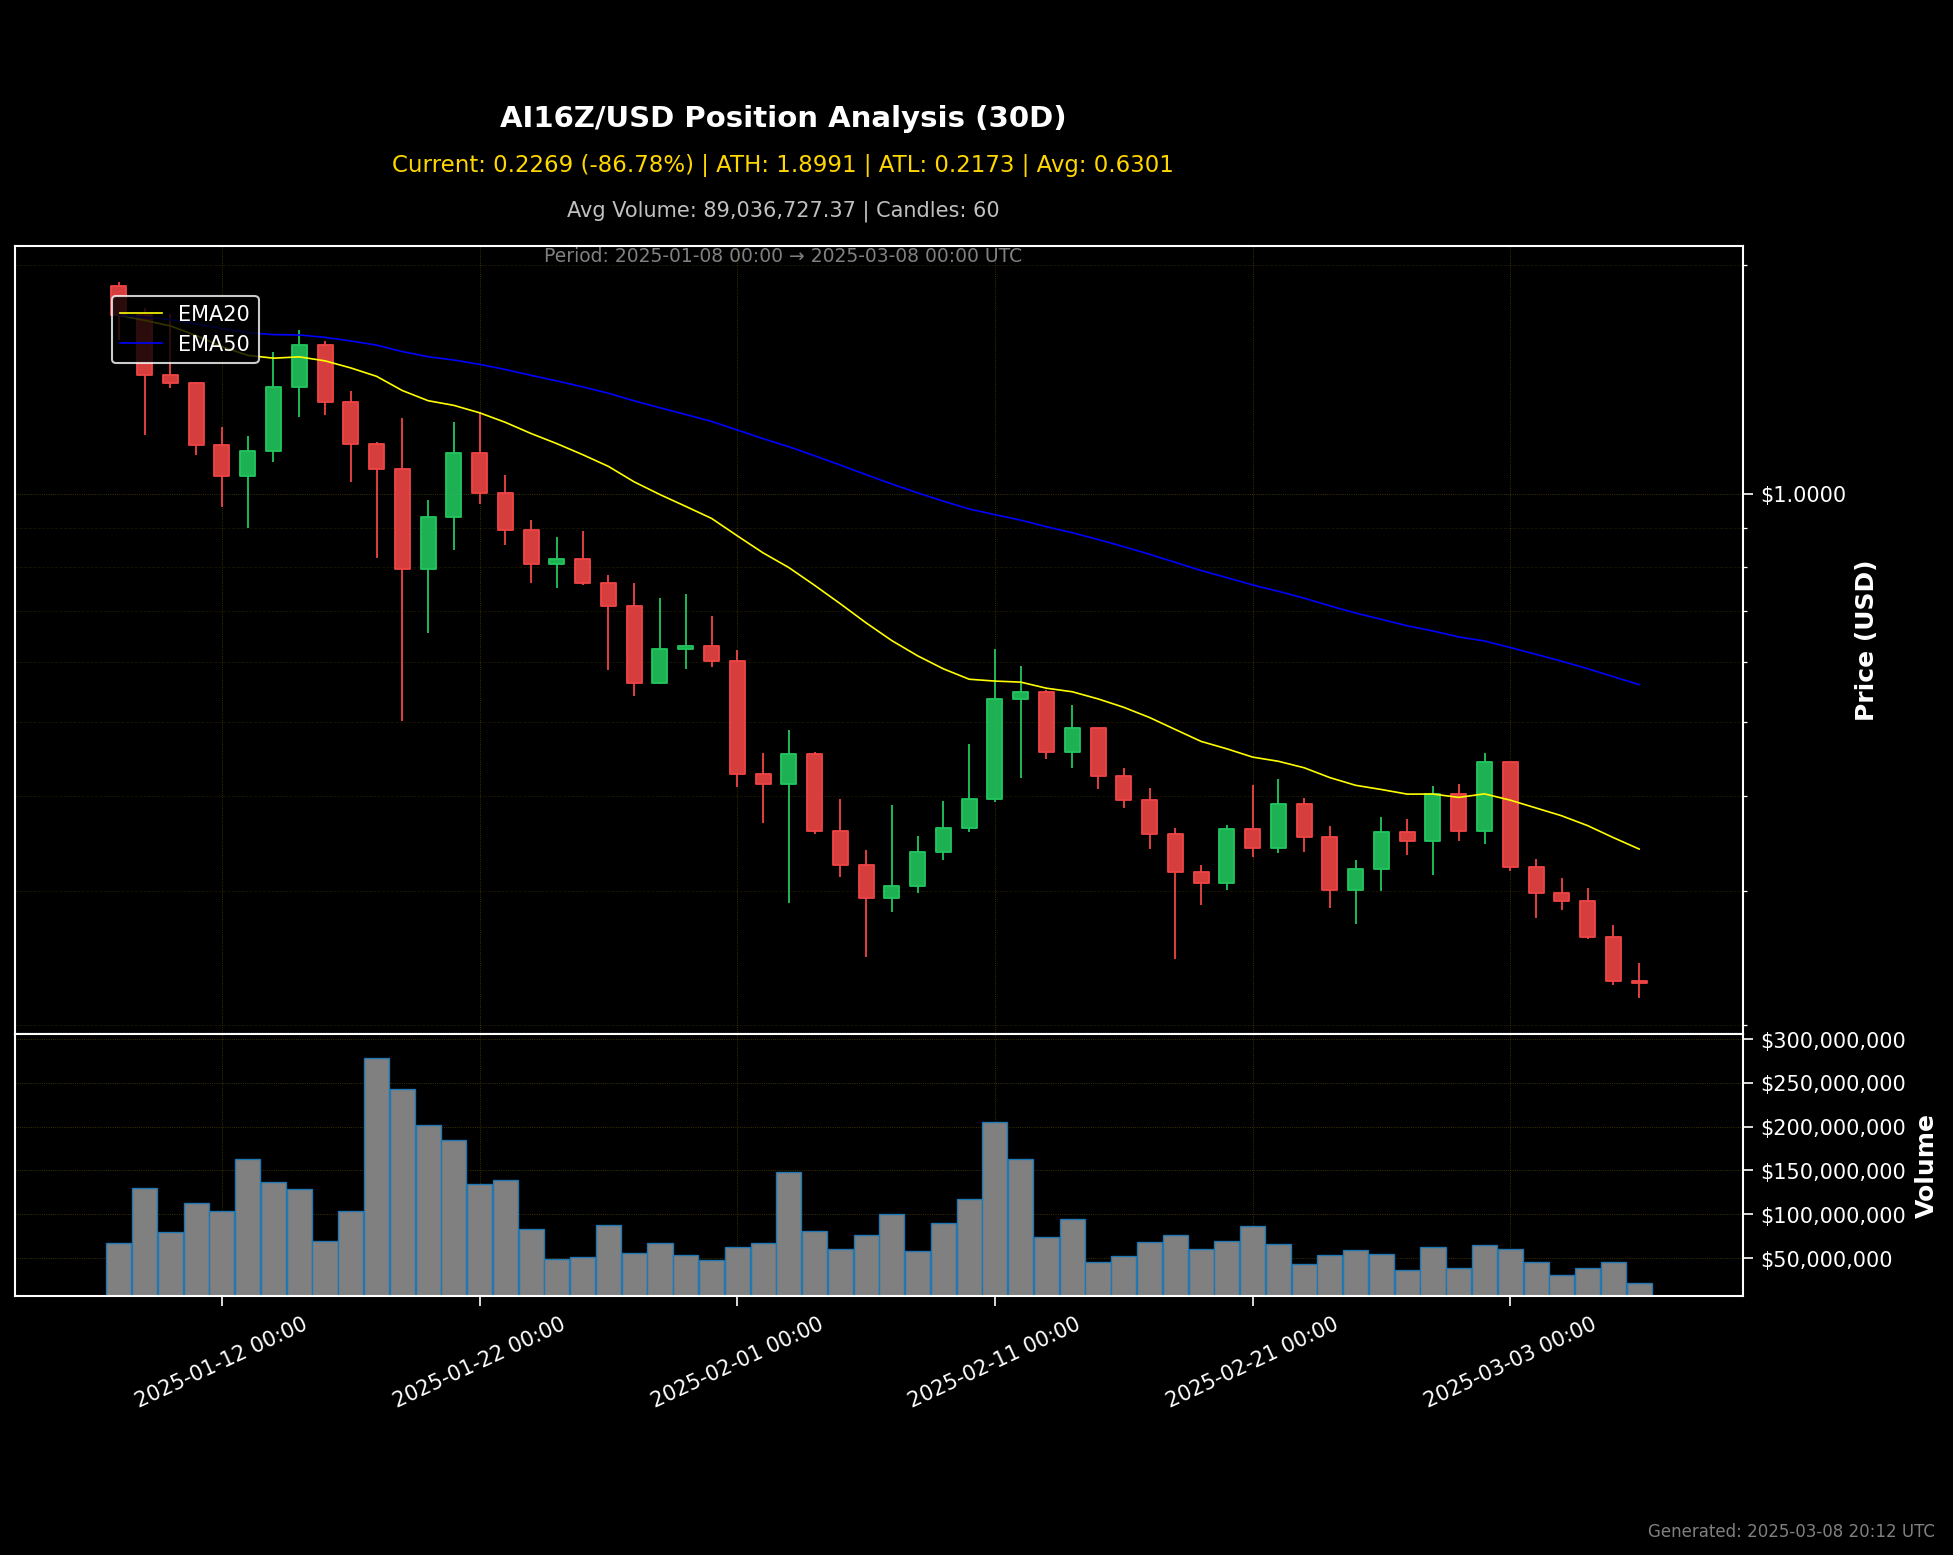 AI16Z/USD Position Analysis (30D)
Current: 0.2269 (-86.78%) | ATH: 1.8991 | ATL: 0.2173 | Avg: 0.6301
Avg Volume: 89,036,727.37 | Candles: 60
Period: 2025-01-08 00:00 → 2025-03-08 00:00 UTC
EMA20
EMA50
$1.0000
Price (USD)
$300,000,000
$250,000,000
$200,000,000
$150,000,000
$100,000,000
$50,000,000
Volume
2025-01-12 00:00
2025-01-22 00:00
2025-02-01 00:00
2025-02-11 00:00
2025-02-21 00:00
2025-03-03 00:00
Generated: 2025-03-08 20:12 UTC